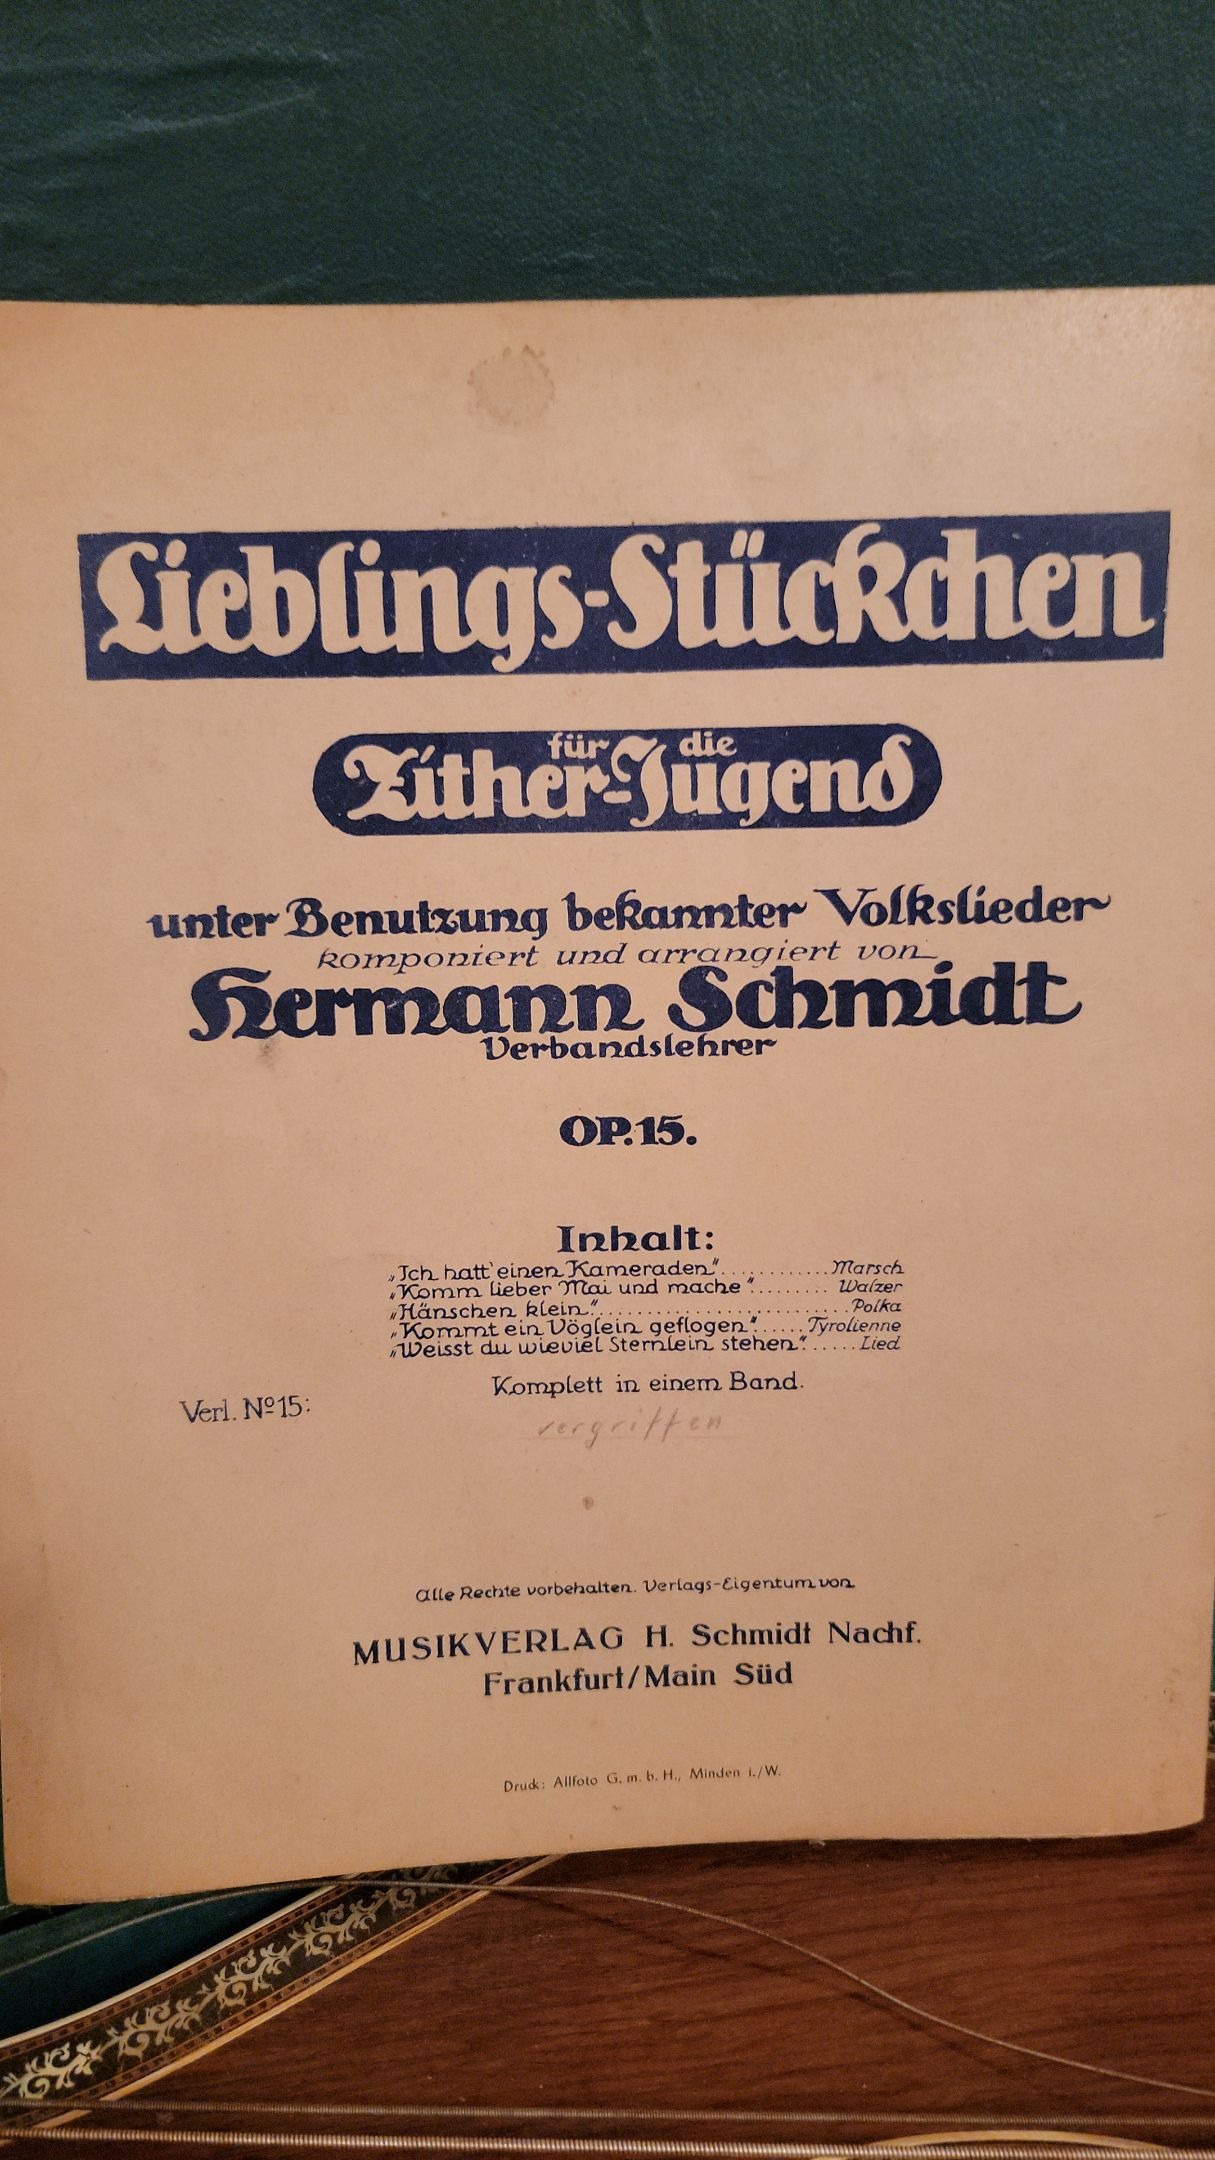 Lieblings-Stückchen
für die
Zither-Jugend
unter Benutzung bekannter Volkslieder
komponiert und arrangiert von
Hermann Schmidt
Verbandslehrer
OP. 15.
Inhalt:
„Ich hatt' einen Kameraden“............Marsch
„Komm lieber Mai und mache“......... Walzer
„Hänschen klein“..........................Polka
„Kommt ein Vöglein geflogen“......Tyrolienne
„Weisst du wieviel Sternlein stehen“......Lied
Komplett in einem Band.
Verl. Nº 15:
vergriffen
Alle Rechte vorbehalten. Verlags-Eigentum von
MUSIKVERLAG H. Schmidt Nachf.
Frankfurt/Main Süd
Druck: Allfoto G. m. b. H., Minden i./W.